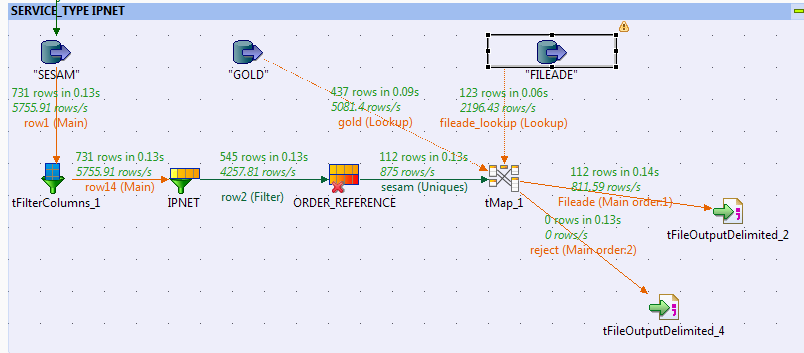 SERVICE_TYPE IPNET
"SESAM"
"GOLD"
"FILEADE"
731 rows in 0.13s
5755.91 rows/s
row1 (Main)
437 rows in 0.09s
5081.4 rows/s
gold (Lookup)
123 rows in 0.06s
2196.43 rows/s
fileade_lookup (Lookup)
731 rows in 0.13s
5755.91 rows/s
row14 (Main)
545 rows in 0.13s
4257.81 rows/s
row2 (Filter)
112 rows in 0.13s
875 rows/s
sesam (Uniques)
112 rows in 0.14s
811.59 rows/s
Fileade (Main order:1)
tFilterColumns_1
IPNET
ORDER_REFERENCE
tMap_1
0 rows in 0.13s
0 rows/s
reject (Main order:2)
tFileOutputDelimited_2
tFileOutputDelimited_4